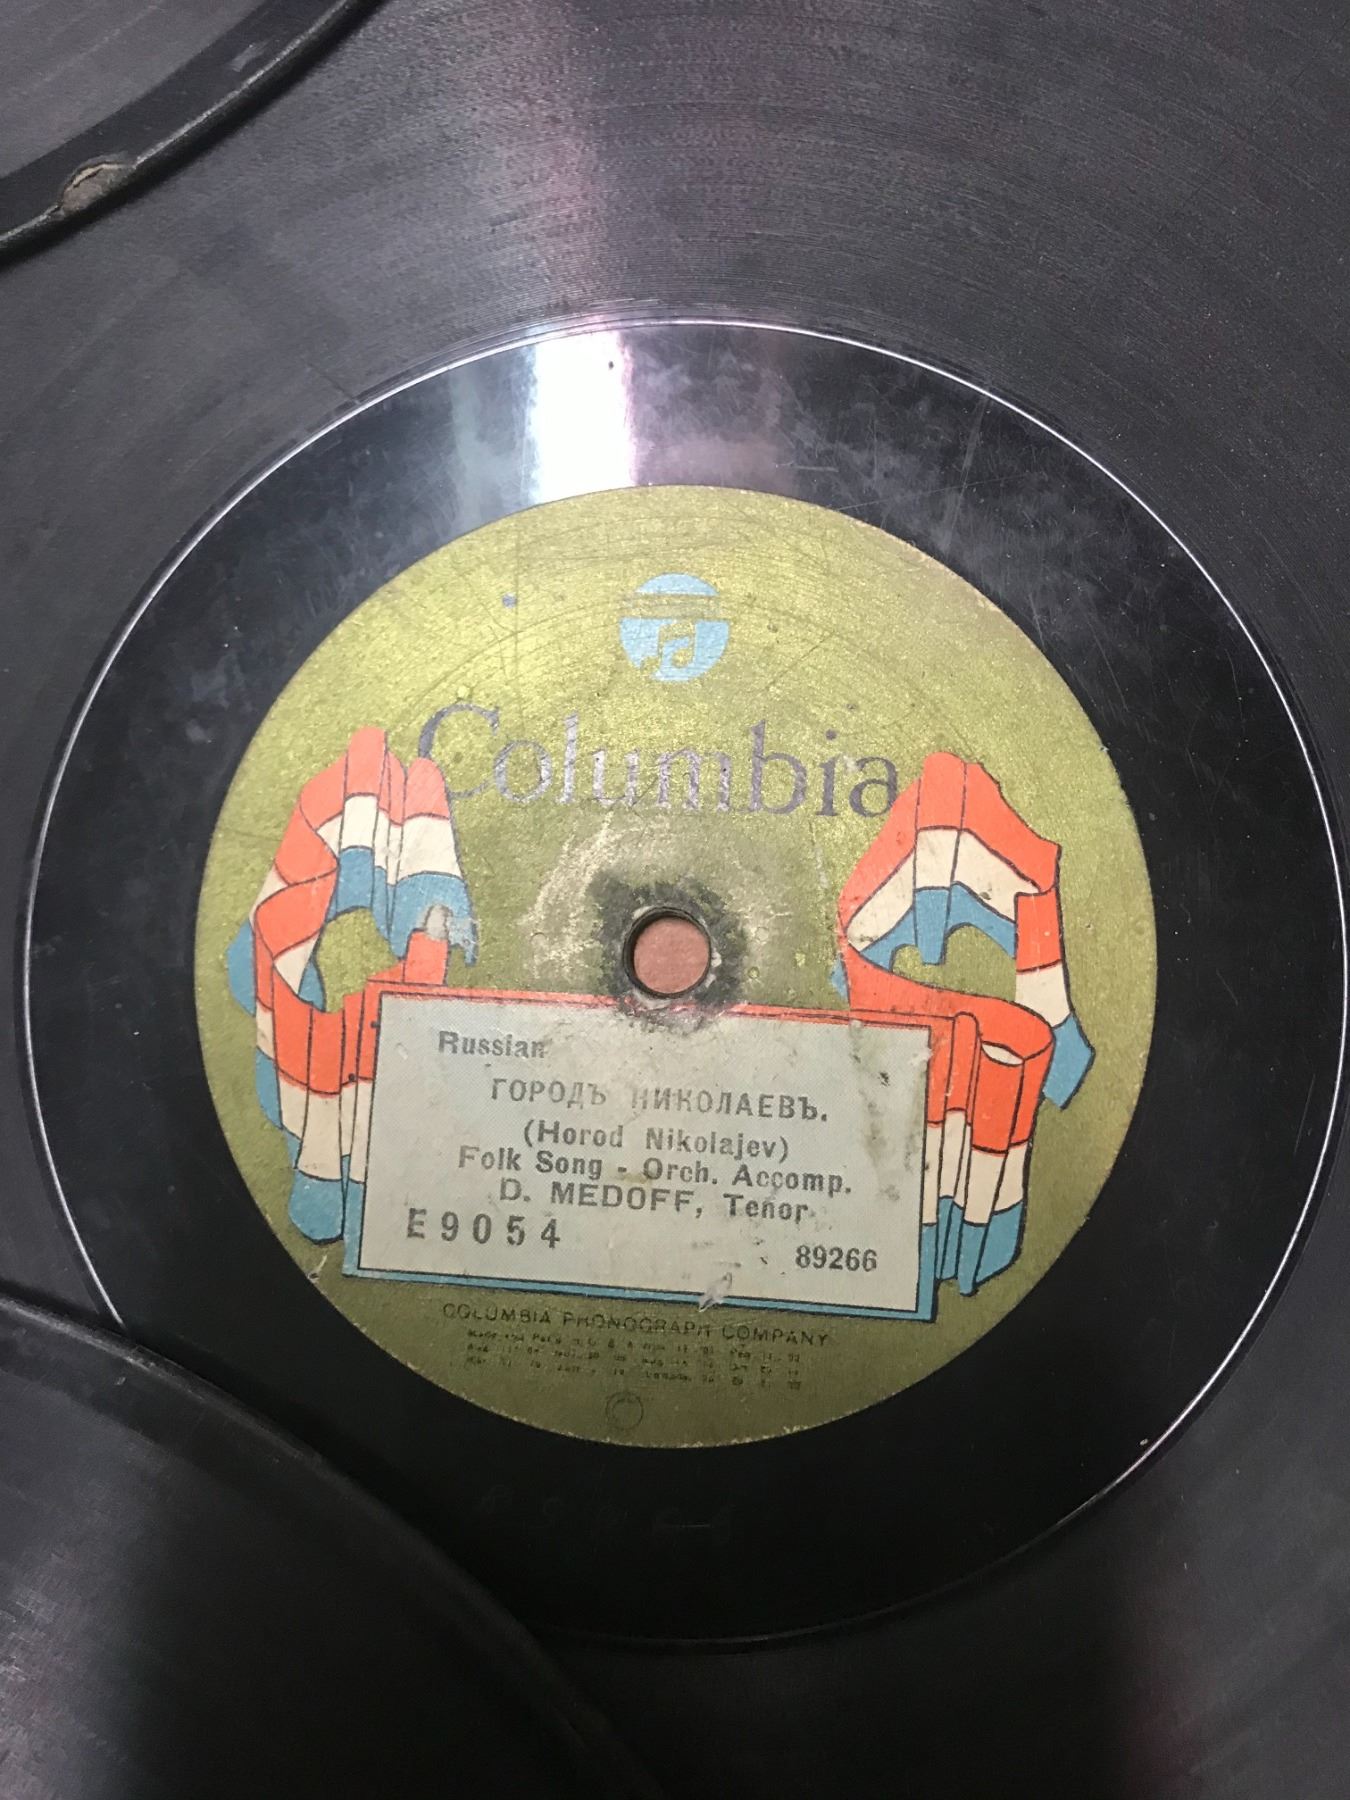 Columbia
Russian
ГОРОДЪ НИКОЛАЕВЪ.
(Horod Nikolajev)
Folk Song - Orch. Accomp.
D. MEDOFF, Tenor
E9054
89266
COLUMBIA PHONOGRAPH COMPANY